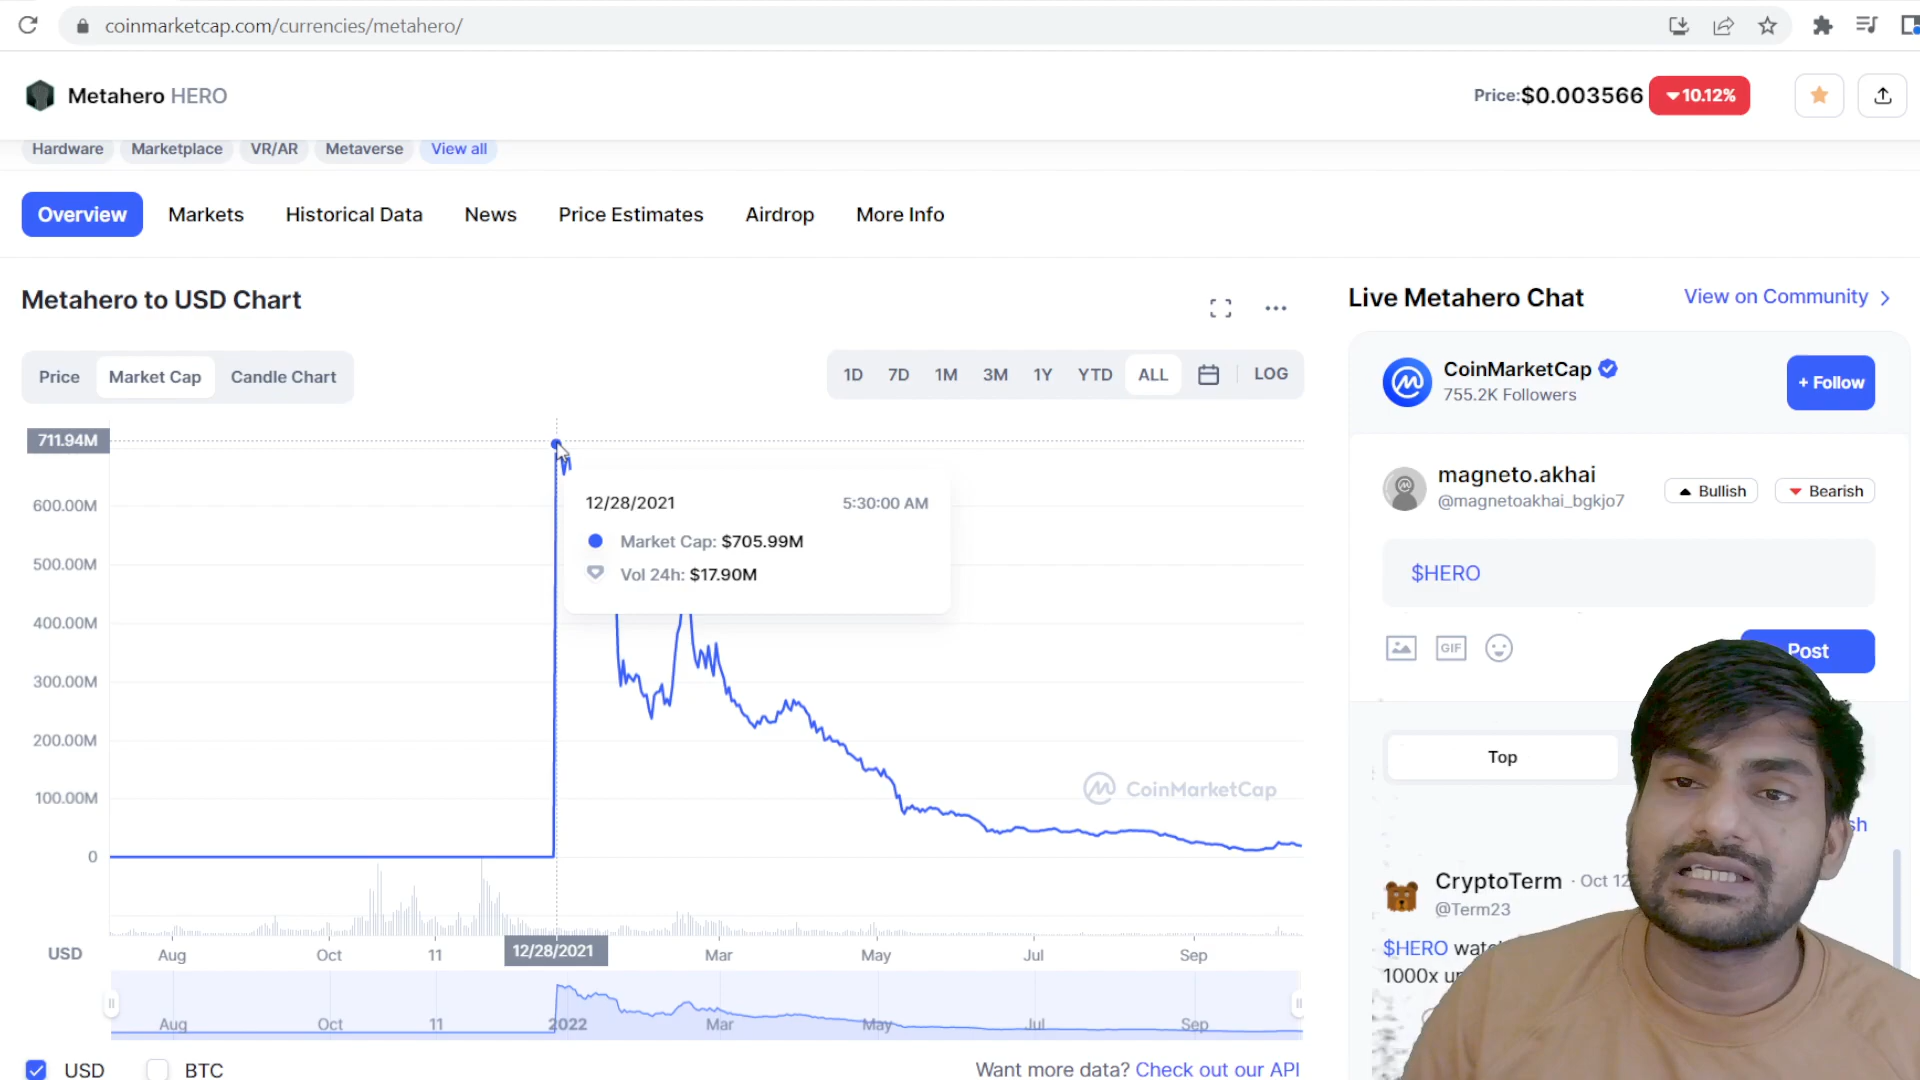 coinmarketcap.com/currencies/metahero/
Metahero HERO
Price:$0.003566 10.12%
Hardware Marketplace VR/AR Metaverse View all
Overview Markets Historical Data News Price Estimates Airdrop More Info
Metahero to USD Chart
Price Market Cap Candle Chart
1D 7D 1M 3M 1Y YTD ALL LOG
711.94M
600.00M
500.00M
400.00M
300.00M
200.00M
100.00M
0
12/28/2021 5:30:00 AM
Market Cap: $705.99M
Vol 24h: $17.90M
CoinMarketCap
USD
Aug Oct 11 12/28/2021 Mar May Jul Sep
Aug Oct 11 2022 Mar May Jul Sep
USD BTC
Want more data? Check out our API
Live Metahero Chat
View on Community
CoinMarketCap
755.2K Followers
+ Follow
magneto.akhai
@magnetoakhai_bgkjo7
Bullish Bearish
$HERO
GIF
Post
Top
CryptoTerm · Oct 12
@Term23
$HERO
1000x